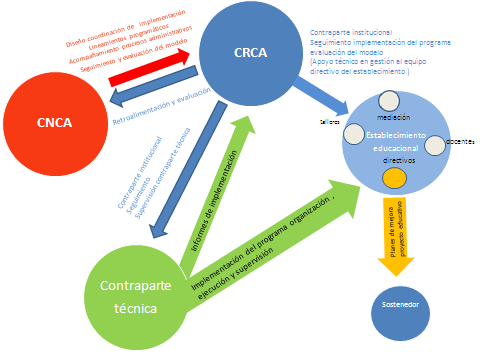 Diseño coordinación de implementación
Lineamientos programáticos
Acompañamiento procesos administrativos
Seguimiento y evaluación del modelo
CRCA
Contraparte institucional
Seguimiento implementación del programa
evaluación del modelo
(Apoyo técnico en gestión al equipo
directivo del establecimiento )
CNCA
Retroalimentación y evaluación
talleres
mediación
Establecimiento
educacional
docentes
directivos
Contraparte institucional
Seguimiento
Supervisión contraparte técnica
Informes de implementación
Implementación del programa organización ,
ejecución y supervisión
Planes de mejora
proyecto educativo
Contraparte
técnica
Sostenedor